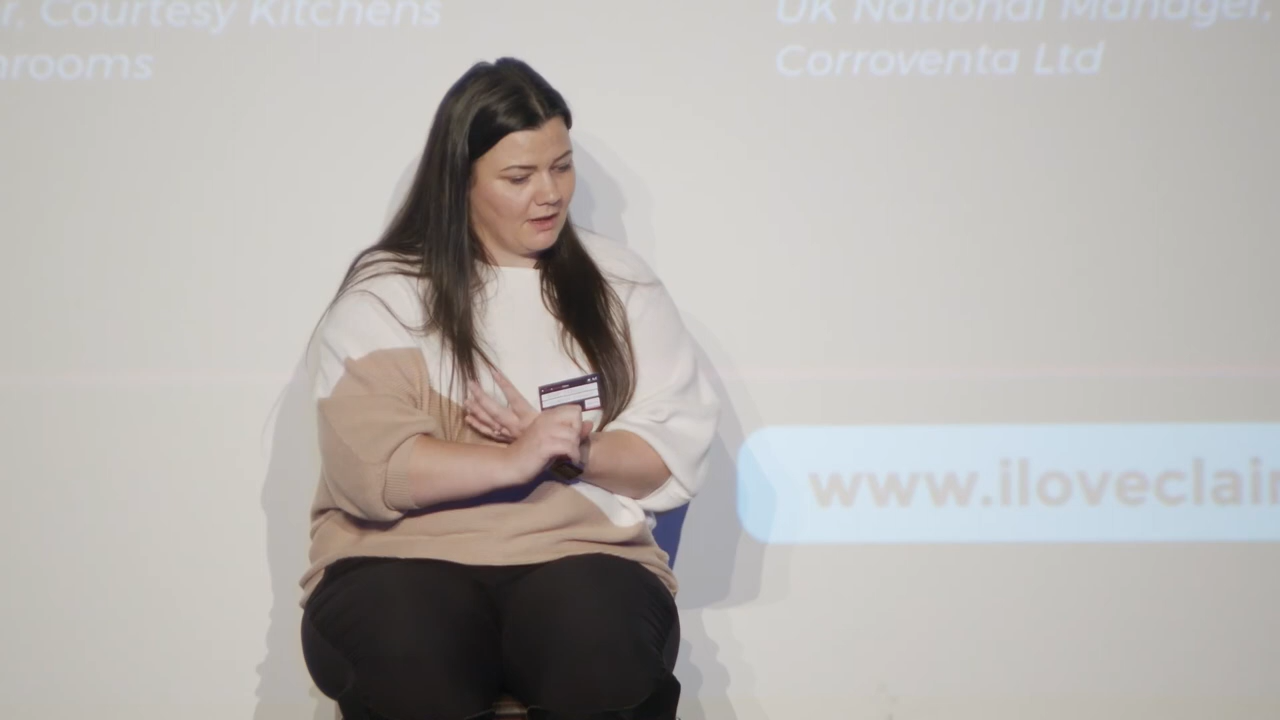 r, Courtesy Kitchens
rooms
UK National Manager,
Corroventa Ltd
www.iloveclai